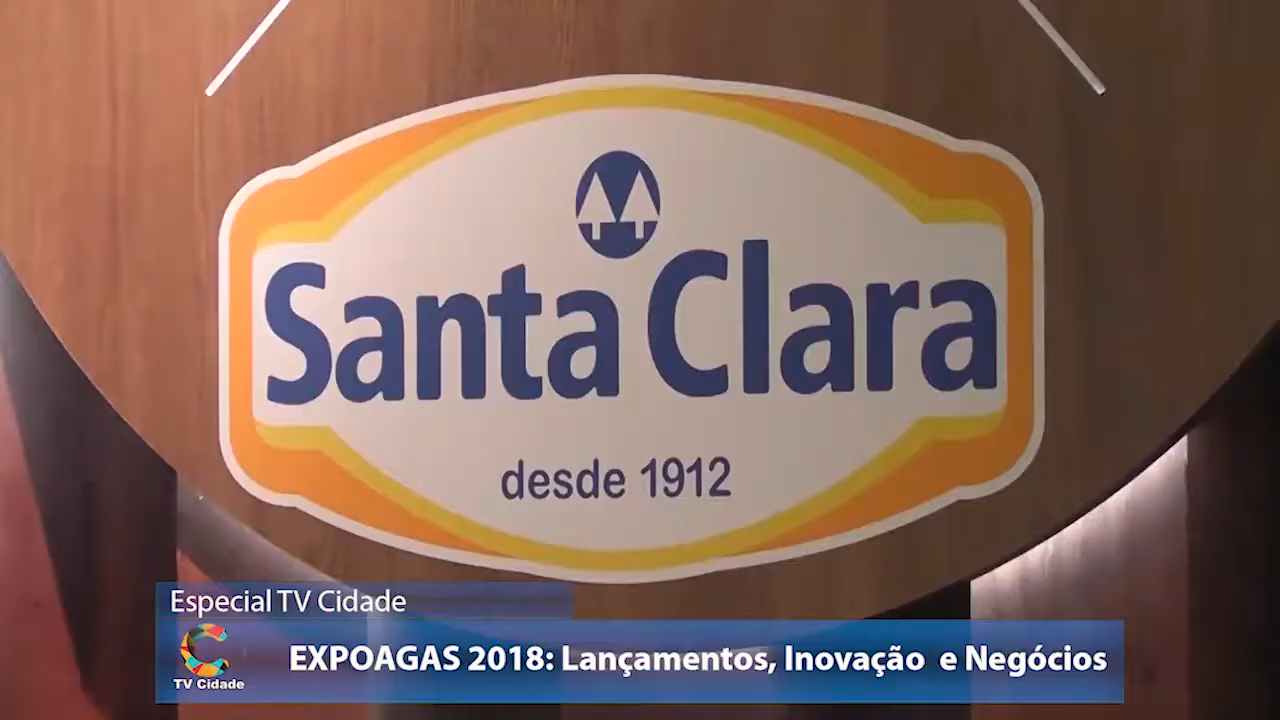 Santa Clara
desde 1912
Especial TV Cidade
EXPOAGAS 2018: Lançamentos, Inovação e Negócios
TV Cidade